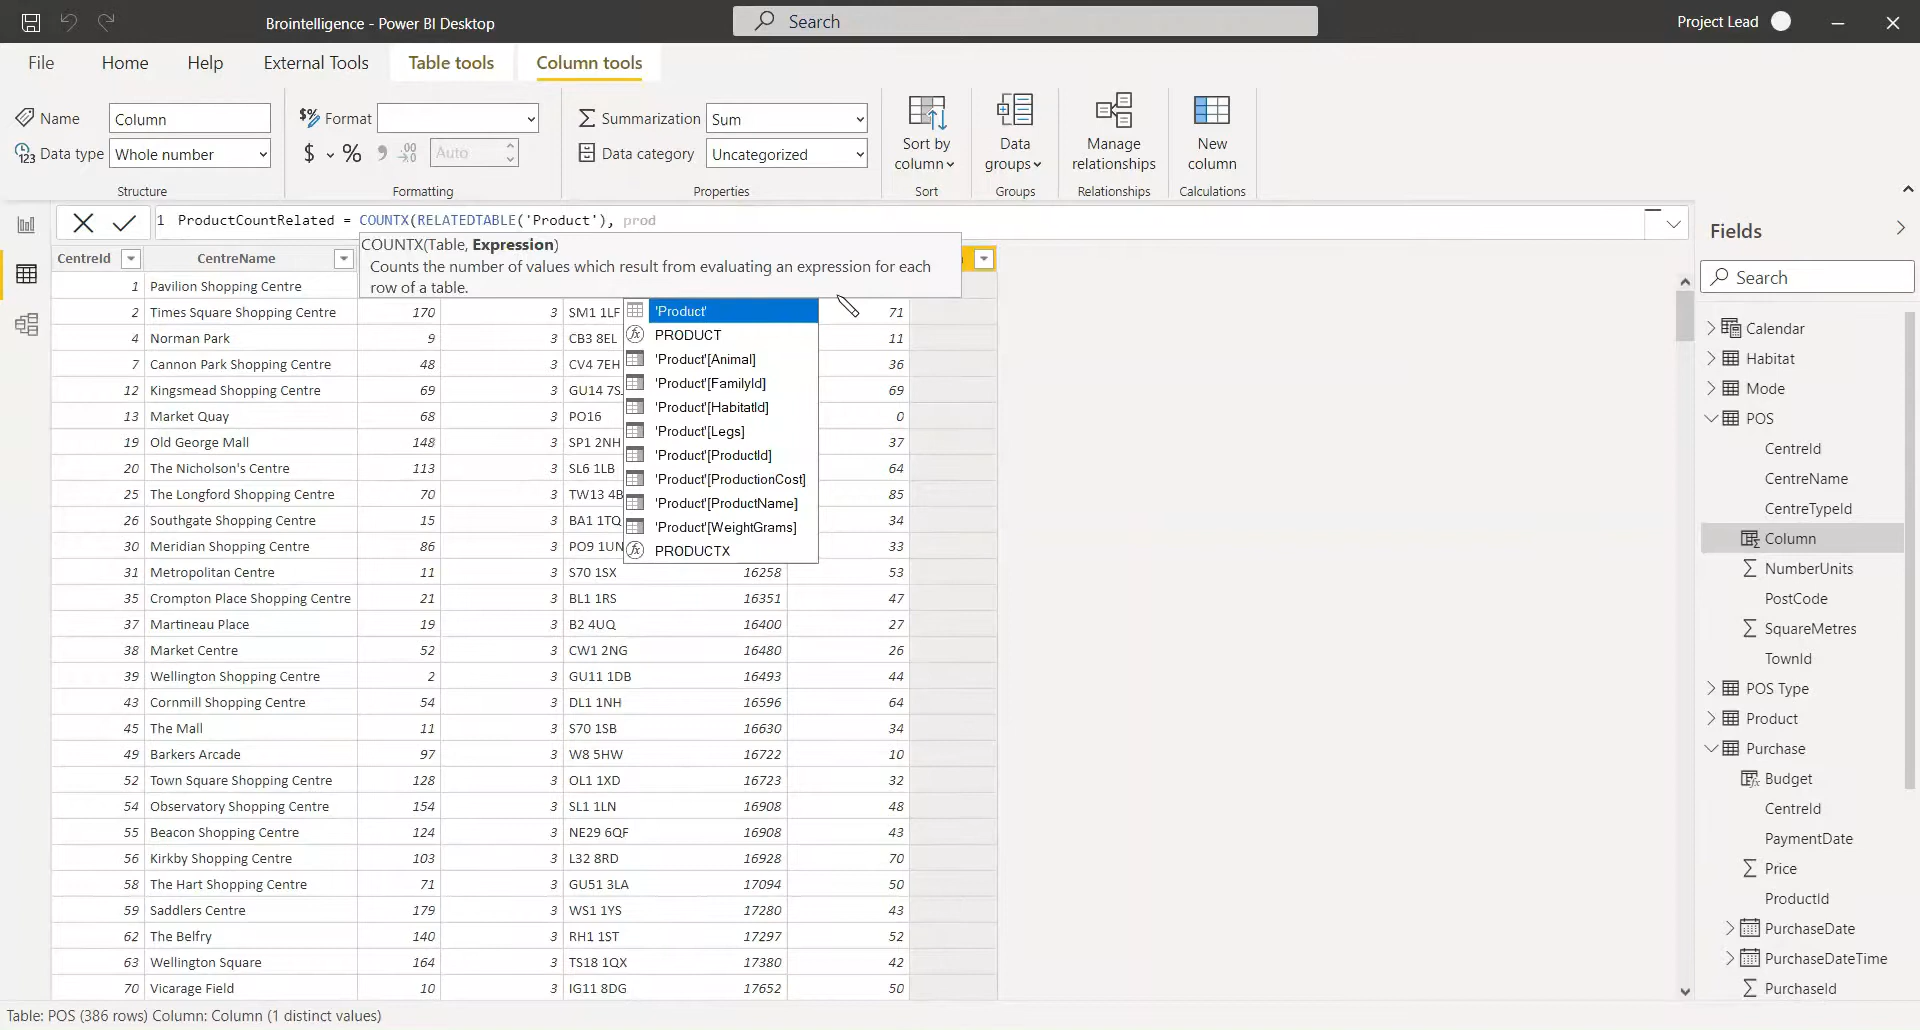 Brointelligence - Power BI Desktop
Search
Project Lead
File Home Help External Tools Table tools Column tools
Name Column
Data type Whole number
Structure
Format
$ % Auto
Formatting
Summarization Sum
Data category Uncategorized
Properties
Sort by column
Sort
Data groups
Groups
Manage relationships
Relationships
New column
Calculations
1 ProductCountRelated = COUNTX(RELATEDTABLE('Product'), prod
COUNTX(Table, Expression)
Counts the number of values which result from evaluating an expression for each
row of a table.
'Product'
PRODUCT
'Product'[Animal]
'Product'[FamilyId]
'Product'[HabitatId]
'Product'[Legs]
'Product'[ProductId]
'Product'[ProductionCost]
'Product'[ProductName]
'Product'[WeightGrams]
PRODUCTX
CentreId CentreName
1 Pavilion Shopping Centre
2 Times Square Shopping Centre 170 3 SM1 1LF 71
4 Norman Park 9 3 CB3 8EL 11
7 Cannon Park Shopping Centre 48 3 CV4 7EH 36
12 Kingsmead Shopping Centre 69 3 GU14 7S 69
13 Market Quay 68 3 PO16 0
19 Old George Mall 148 3 SP1 2NH 37
20 The Nicholson's Centre 113 3 SL6 1LB 64
25 The Longford Shopping Centre 70 3 TW13 4B 85
26 Southgate Shopping Centre 15 3 BA1 1TQ 34
30 Meridian Shopping Centre 86 3 PO9 1UN 33
31 Metropolitan Centre 11 3 S70 1SX 16258 53
35 Crompton Place Shopping Centre 21 3 BL1 1RS 16351 47
37 Martineau Place 19 3 B2 4UQ 16400 27
38 Market Centre 52 3 CW1 2NG 16480 26
39 Wellington Shopping Centre 2 3 GU11 1DB 16493 44
43 Cornmill Shopping Centre 54 3 DL1 1NH 16596 64
45 The Mall 11 3 S70 1SB 16630 34
49 Barkers Arcade 97 3 W8 5HW 16722 10
52 Town Square Shopping Centre 128 3 OL1 1XD 16723 32
54 Observatory Shopping Centre 154 3 SL1 1LN 16908 48
55 Beacon Shopping Centre 124 3 NE29 6QF 16908 43
56 Kirkby Shopping Centre 103 3 L32 8RD 16928 70
58 The Hart Shopping Centre 71 3 GU51 3LA 17094 50
59 Saddlers Centre 179 3 WS1 1YS 17280 43
62 The Belfry 140 3 RH1 1ST 17297 52
63 Wellington Square 164 3 TS18 1QX 17380 42
70 Vicarage Field 10 3 IG11 8DG 17652 50
Fields
Search
Calendar
Habitat
Mode
POS
CentreId
CentreName
CentreTypeId
Column
NumberUnits
PostCode
SquareMetres
TownId
POS Type
Product
Purchase
Budget
CentreId
PaymentDate
Price
ProductId
PurchaseDate
PurchaseDateTime
PurchaseId
Table: POS (386 rows) Column: Column (1 distinct values)